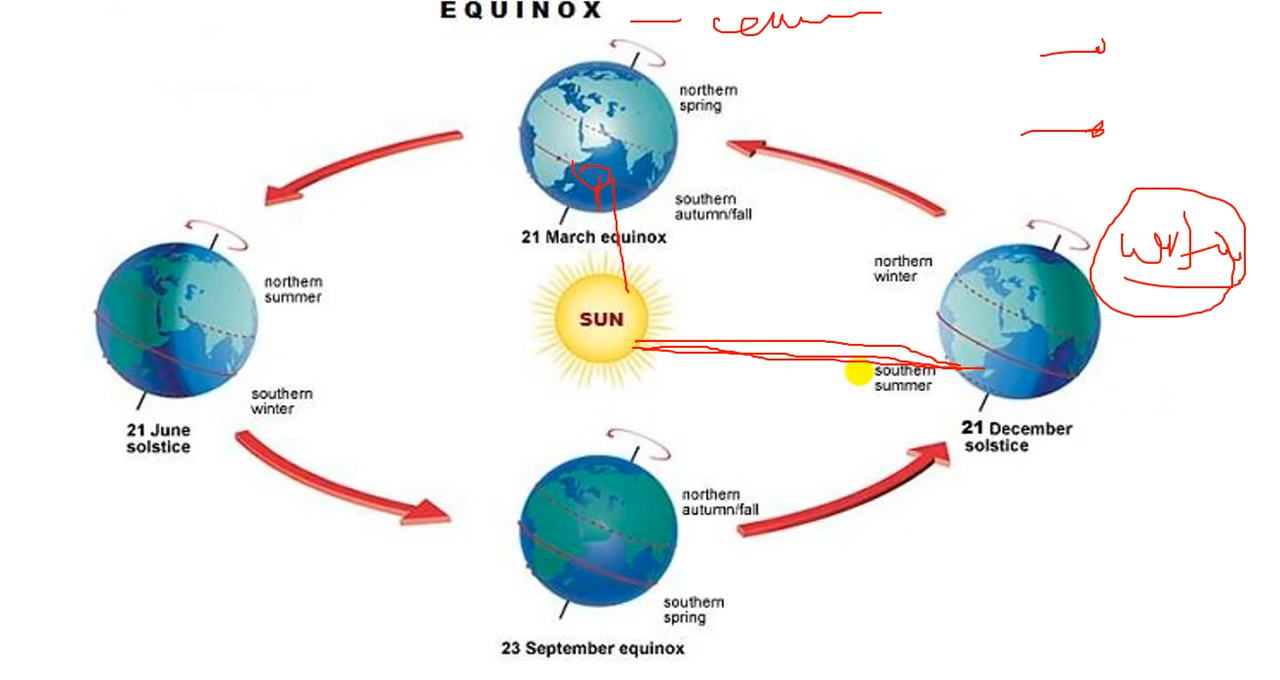 EQUINOX
northern
spring
southern
autumn/fall
21 March equinox
northern
summer
southern
winter
21 June
solstice
SUN
northern
winter
southern
summer
21 December
solstice
northern
autumn/fall
southern
spring
23 September equinox